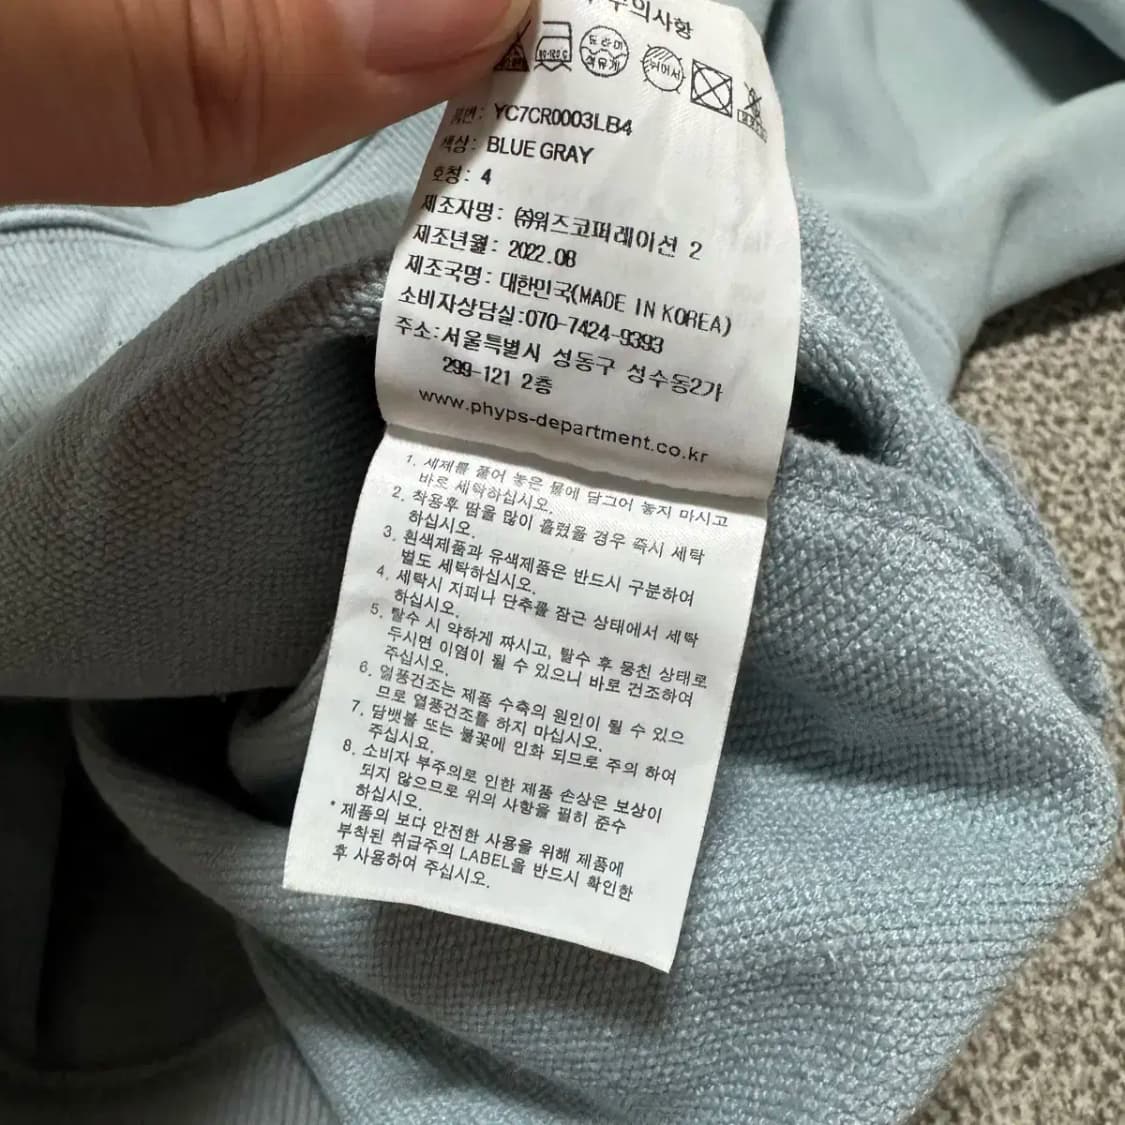 주의사항
80-120℃
드라이
석유계
뉘어서
품번: YC7CR0003LB4
색상: BLUE GRAY
호칭: 4
제조자명: ㈜워즈코퍼레이션 2
제조년월: 2022.08
제조국명: 대한민국(MADE IN KOREA)
소비자상담실:070-7424-9393
주소:서울특별시 성동구 성수동2가
299-121 2층
www.phyps-department.co.kr
1. 세제를 풀어 놓은 물에 담그어 놓지 마시고
바로 세탁하십시오.
2. 착용후 땀을 많이 흘렸을 경우 즉시 세탁
하십시오.
3. 흰색제품과 유색제품은 반드시 구분하여
별도 세탁하십시오.
4. 세탁시 지퍼나 단추를 잠근 상태에서 세탁
하십시오.
5. 탈수 시 약하게 짜시고, 탈수 후 뭉친 상태로
두시면 이염이 될 수 있으니 바로 건조하여
주십시오.
6. 열풍건조는 제품 수축의 원인이 될 수 있으
므로 열풍건조를 하지 마십시오.
7. 담뱃불 또는 불꽃에 인화 되므로 주의 하여
주십시요.
8. 소비자 부주의로 인한 제품 손상은 보상이
되지 않으므로 위의 사항을 필히 준수
하십시오.
* 제품의 보다 안전한 사용을 위해 제품에
부착된 취급주의 LABEL을 반드시 확인한
후 사용하여 주십시오.